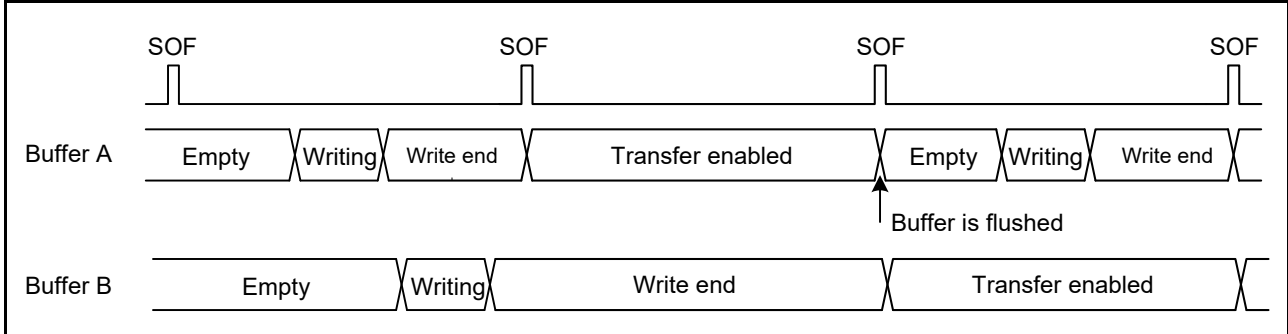 SOF SOF SOF SOF
Buffer A Empty Writing Write end Transfer enabled Empty Writing Write end
Buffer is flushed
Buffer B Empty Writing Write end Transfer enabled